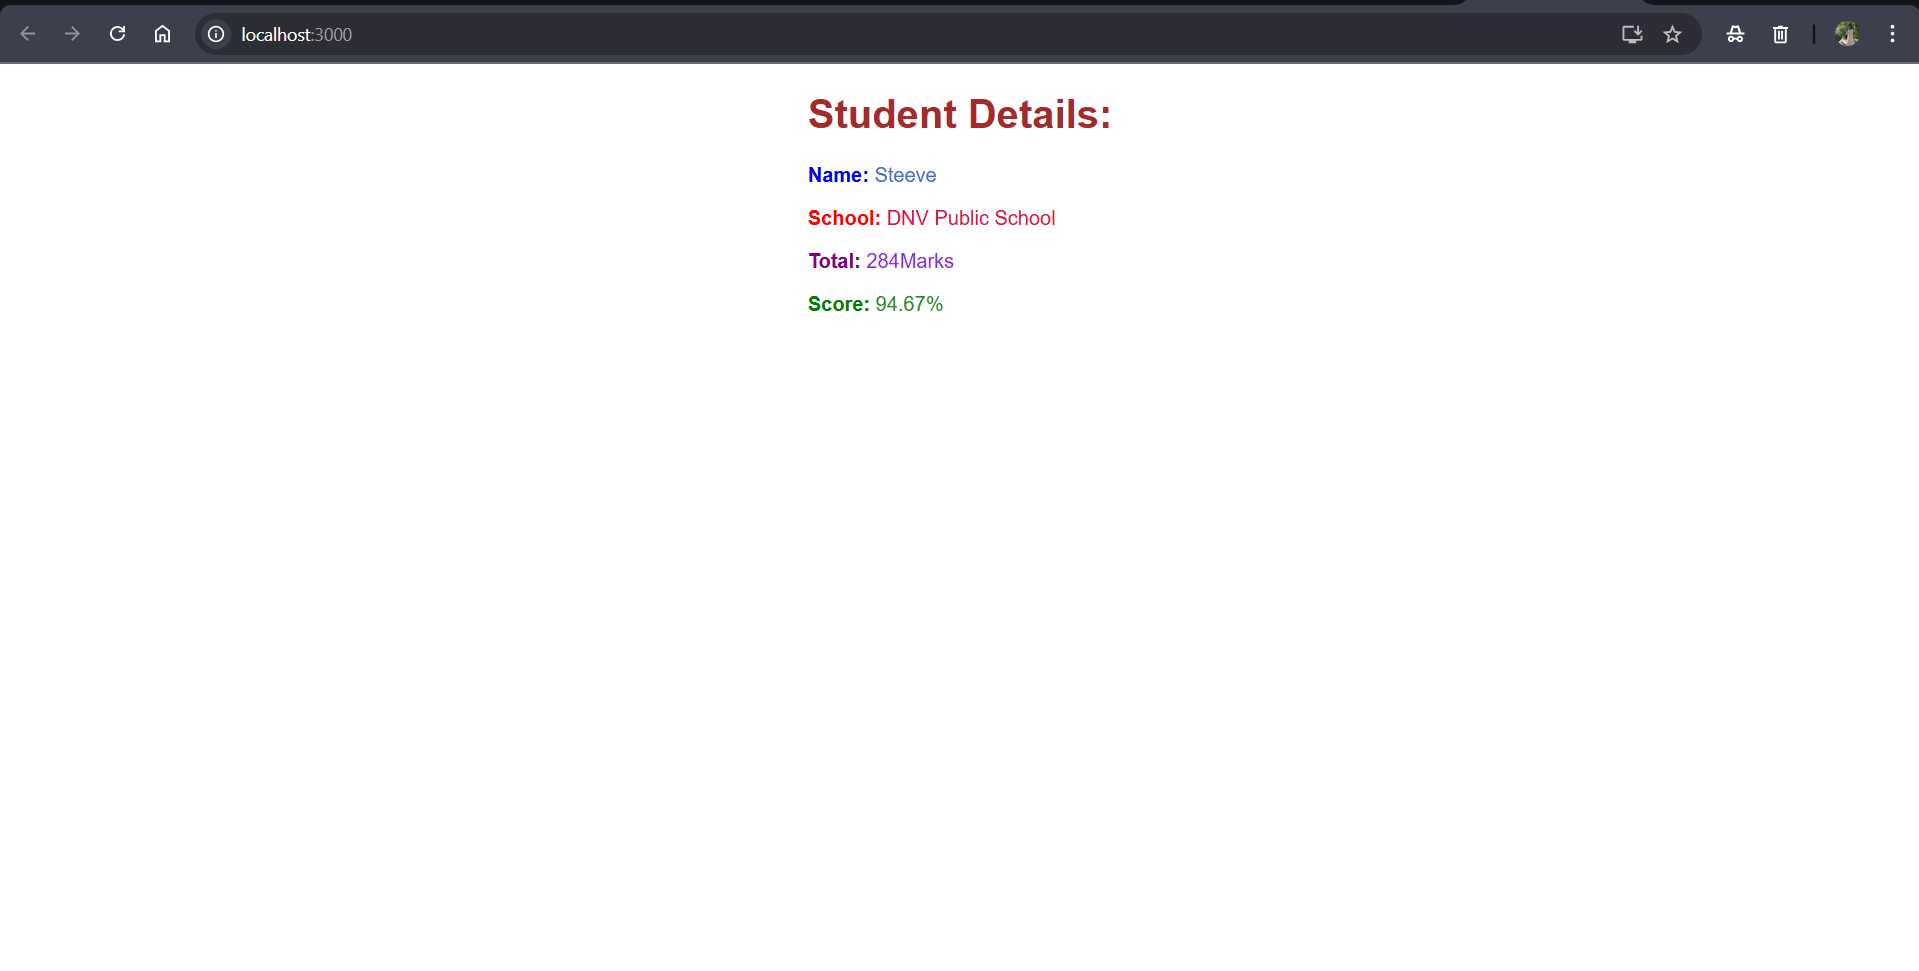 localhost:3000
Student Details:
Name: Steeve
School: DNV Public School
Total: 284Marks
Score: 94.67%